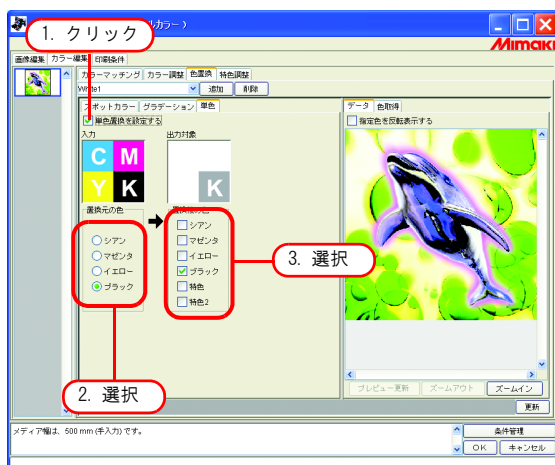 1. クリック
ルカラー )
Mimaki
画像編集 カラー編集 印刷条件
カラーマッチング カラー調整 色置換 特色調整
White1 追加 削除
スポットカラー グラデーション 単色
単色置換を設定する
入力 出力対象
C M
Y K
K
置換元の色
シアン
マゼンタ
イエロー
ブラック
シアン
マゼンタ
イエロー
ブラック
特色
特色2
2. 選択
3. 選択
データ 色取得
指定色を反転表示する
プレビュー更新 ズームアウト ズームイン
更新
メディア幅は、500 mm (手入力) です。
条件管理
OK キャンセル